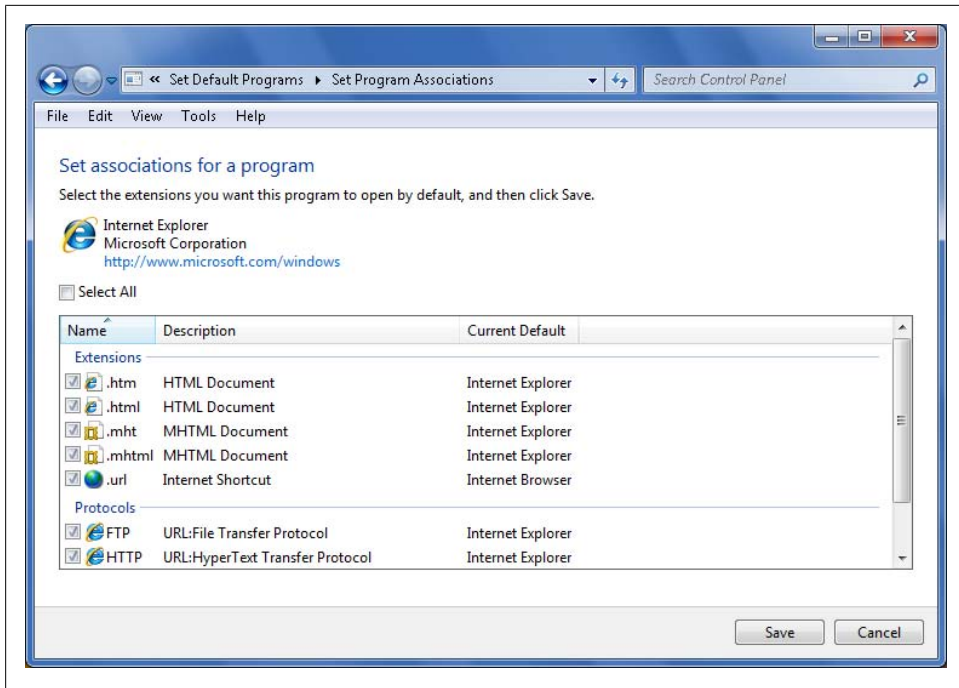 « Set Default Programs ▸ Set Program Associations Search Control Panel
File Edit View Tools Help
Set associations for a program
Select the extensions you want this program to open by default, and then click Save.
Internet Explorer
Microsoft Corporation
http://www.microsoft.com/windows
Select All
Name Description Current Default
Extensions
.htm HTML Document Internet Explorer
.html HTML Document Internet Explorer
.mht MHTML Document Internet Explorer
.mhtml MHTML Document Internet Explorer
.url Internet Shortcut Internet Browser
Protocols
FTP URL:File Transfer Protocol Internet Explorer
HTTP URL:HyperText Transfer Protocol Internet Explorer
Save Cancel